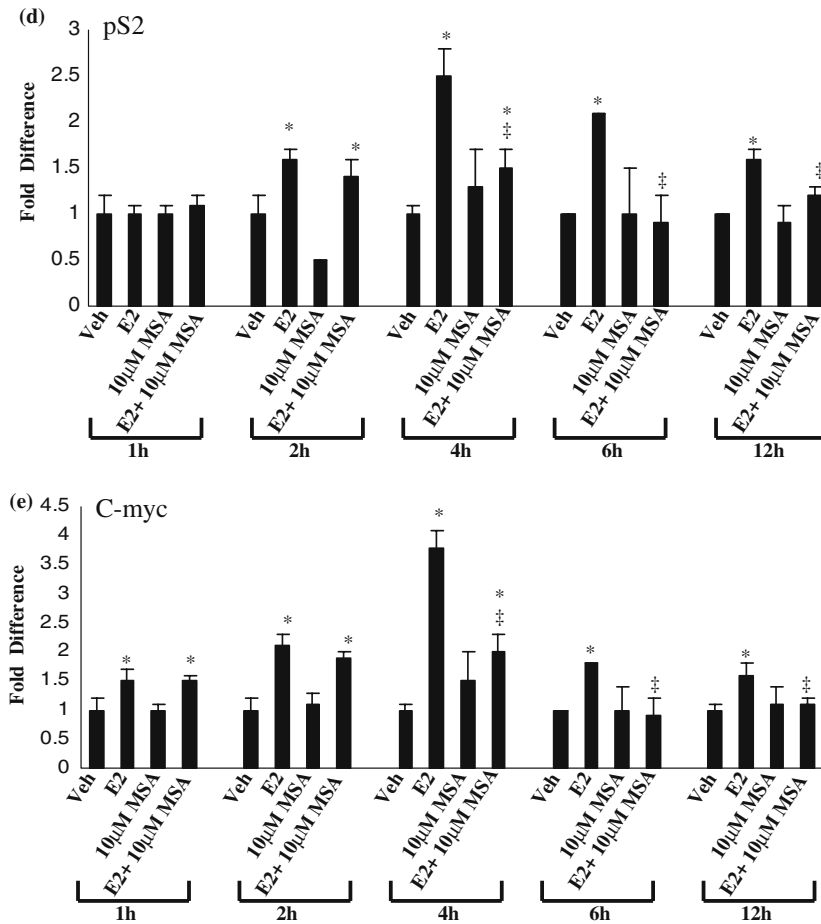 (d) pS2
Fold Difference
3
2.5
2
1.5
1
0.5
0
* * * * ‡ * ‡ * ‡
Veh E2 10μM MSA E2+ 10μM MSA Veh E2 10μM MSA E2+ 10μM MSA Veh E2 10μM MSA E2+ 10μM MSA Veh E2 10μM MSA E2+ 10μM MSA Veh E2 10μM MSA E2+ 10μM MSA
1h 2h 4h 6h 12h
(e) C-myc
Fold Difference
4.5
4
3.5
3
2.5
2
1.5
1
0.5
0
* * * * * * ‡ * ‡ * ‡
Veh E2 10μM MSA E2+ 10μM MSA Veh E2 10μM MSA E2+ 10μM MSA Veh E2 10μM MSA E2+ 10μM MSA Veh E2 10μM MSA E2+ 10μM MSA Veh E2 10μM MSA E2+ 10μM MSA
1h 2h 4h 6h 12h